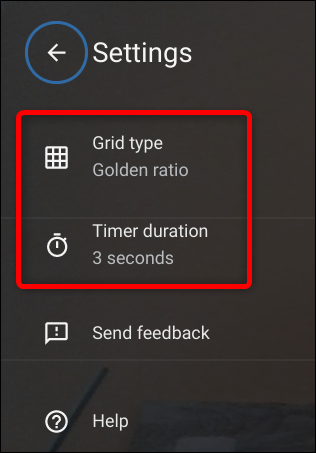 Settings
Grid type
Golden ratio
Timer duration
3 seconds
Send feedback
Help